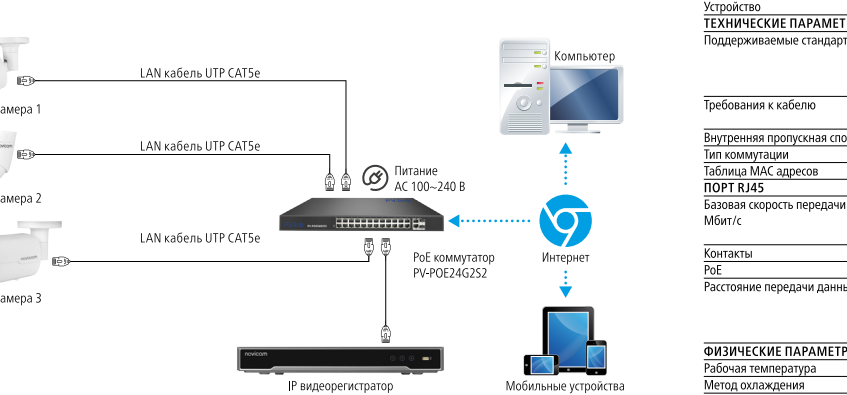 LAN кабель UTP CAT5e
LAN кабель UTP CAT5e
LAN кабель UTP CAT5e
Питание
AC 100~240 В
PoE коммутатор
PV-POE24G2S2
novicom
IP видеорегистратор
Компьютер
Интернет
Мобильные устройства
амера 1
амера 2
novicom
амера 3
Устройство
ТЕХНИЧЕСКИЕ ПАРАМЕТ
Поддерживаемые стандарт
Требования к кабелю
Внутренняя пропускная спо
Тип коммутации
Таблица MAC адресов
ПОРТ RJ45
Базовая скорость передачи
Мбит/с
Контакты
PoE
Расстояние передачи данны
ФИЗИЧЕСКИЕ ПАРАМЕТР
Рабочая температура
Метод охлаждения